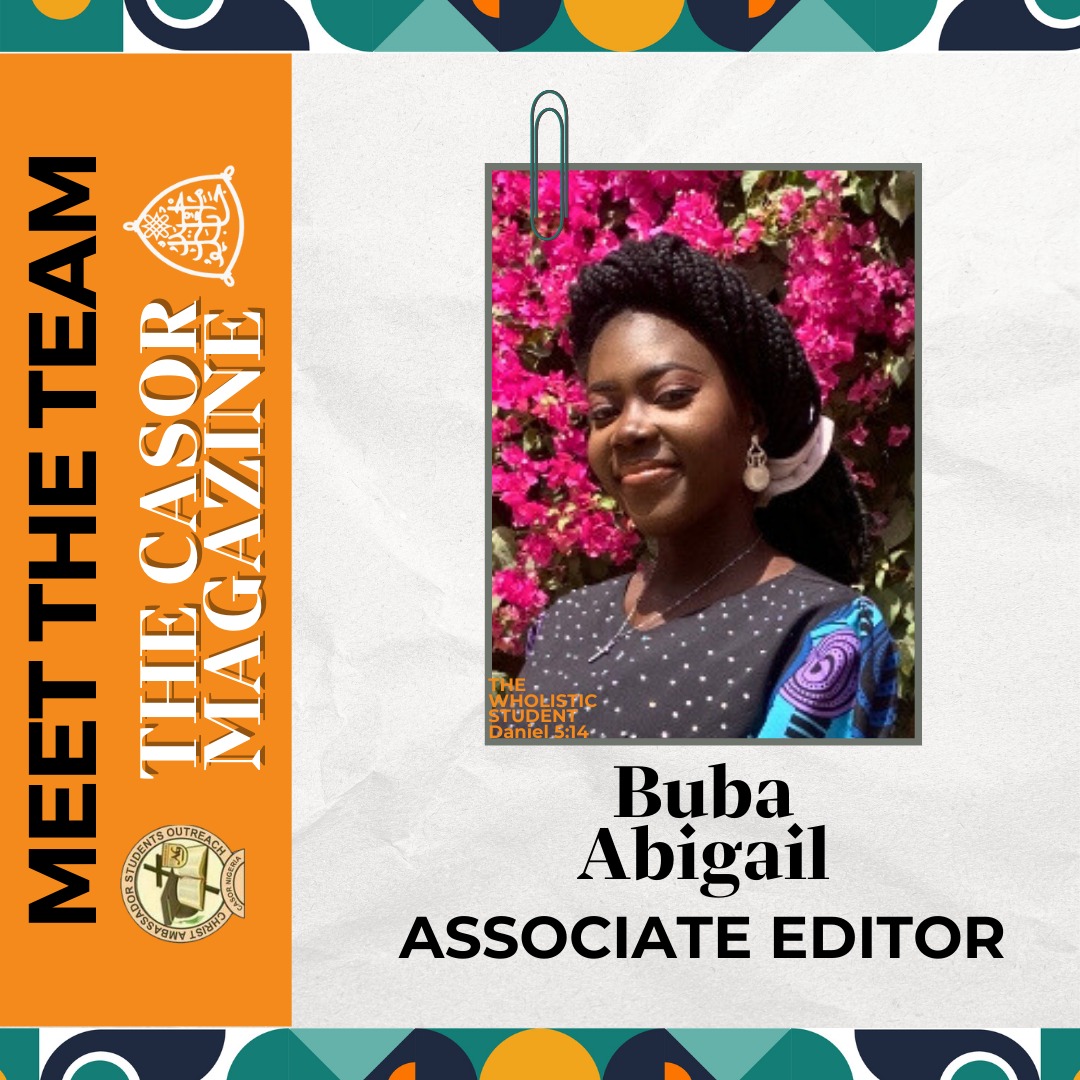 MEET THE TEAM
THE CASOR
MAGAZINE
CHRIST AMBASSADOR STUDENTS OUTREACH
CASOR NIGERIA
THE
WHOLISTIC
STUDENT
Daniel 5:14
Buba
Abigail
ASSOCIATE EDITOR